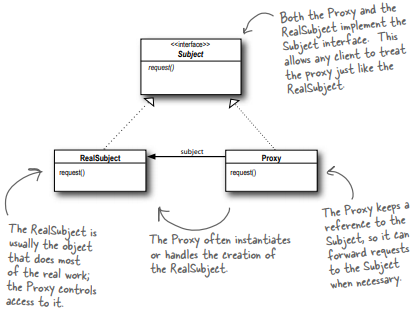 Both the Proxy and the
RealSubject implement the
Subject interface. This
allows any client to treat
the proxy just like the
RealSubject.
<<interface>>
Subject
request()
RealSubject
request()
subject
Proxy
request()
The RealSubject is
usually the object
that does most
of the real work;
the Proxy controls
access to it.
The Proxy often instantiates
or handles the creation of
the RealSubject.
The Proxy keeps a
reference to the
Subject, so it can
forward requests
to the Subject
when necessary.